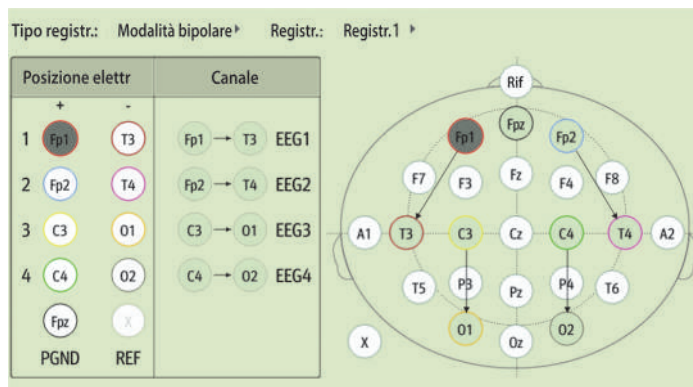 Tipo registr.: Modalità bipolare Registr.: Registr.1
Posizione elettr Canale
+ -
1 Fp1 T3 Fp1 → T3 EEG1
2 Fp2 T4 Fp2 → T4 EEG2
3 C3 O1 C3 → O1 EEG3
4 C4 O2 C4 → O2 EEG4
Fpz X
PGND REF
Rif
Fp1 Fpz Fp2
F7 F3 Fz F4 F8
A1 T3 C3 Cz C4 T4 A2
T5 P3 Pz P4 T6
X O1 Oz O2